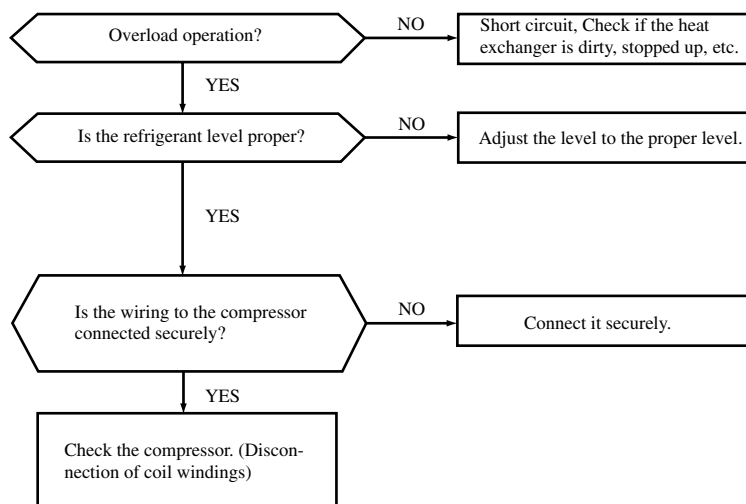 Overload operation?
NO
Short circuit, Check if the heat
exchanger is dirty, stopped up, etc.
YES
Is the refrigerant level proper?
NO
Adjust the level to the proper level.
YES
Is the wiring to the compressor
connected securely?
NO
Connect it securely.
YES
Check the compressor. (Discon-
nection of coil windings)